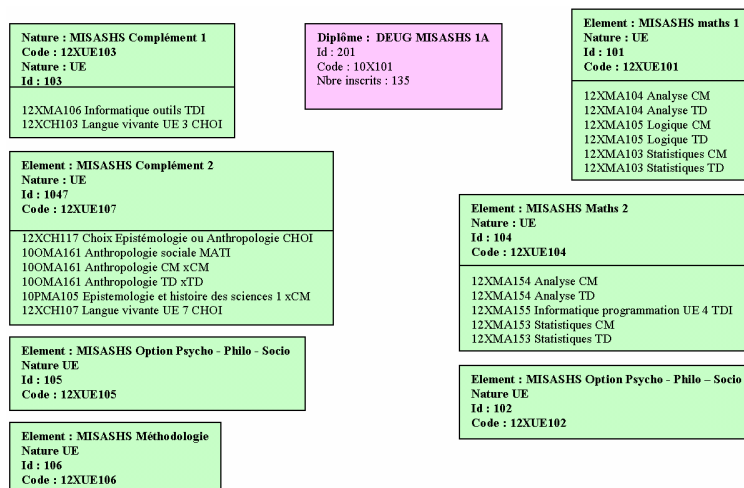 Nature : MISASHS Complément 1
Code : 12XUE103
Nature : UE
Id : 103
12XMA106 Informatique outils TDI
12XCH103 Langue vivante UE 3 CHOI
Diplôme : DEUG MISASHS 1A
Id : 201
Code : 10X101
Nbre inscrits : 135
Element : MISASHS maths 1
Nature : UE
Id : 101
Code : 12XUE101
12XMA104 Analyse CM
12XMA104 Analyse TD
12XMA105 Logique CM
12XMA105 Logique TD
12XMA103 Statistiques CM
12XMA103 Statistiques TD
Element : MISASHS Complément 2
Nature : UE
Id : 1047
Code : 12XUE107
12XCH117 Choix Epistémologie ou Anthropologie CHOI
10OMA161 Anthropologie sociale MATI
10OMA161 Anthropologie CM xCM
10OMA161 Anthropologie TD xTD
10PMA105 Epistemologie et histoire des sciences 1 xCM
12XCH107 Langue vivante UE 7 CHOI
Element : MISASHS Maths 2
Nature : UE
Id : 104
Code : 12XUE104
12XMA154 Analyse CM
12XMA154 Analyse TD
12XMA155 Informatique programmation UE 4 TDI
12XMA153 Statistiques CM
12XMA153 Statistiques TD
Element : MISASHS Option Psycho - Philo - Socio
Nature UE
Id : 105
Code : 12XUE105
Element : MISASHS Option Psycho - Philo – Socio
Nature UE
Id : 102
Code : 12XUE102
Element : MISASHS Méthodologie
Nature UE
Id : 106
Code : 12XUE106